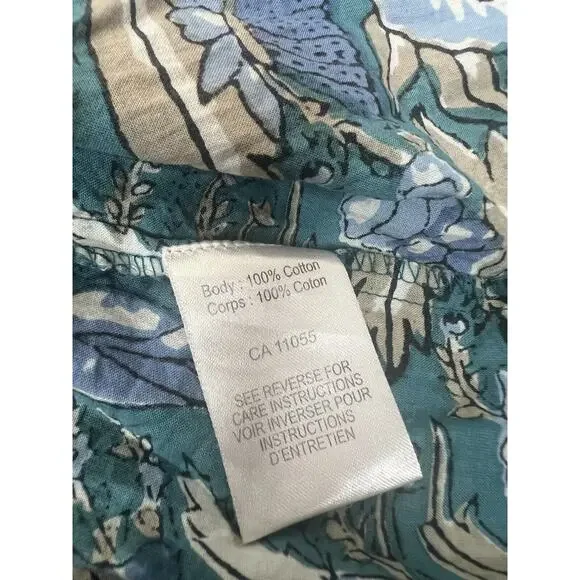 Body : 100% Cotton
Corps : 100% Coton
CA 11055
SEE REVERSE FOR
CARE INSTRUCTIONS
VOIR INVERSER POUR
INSTRUCTIONS
D'ENTRETIEN